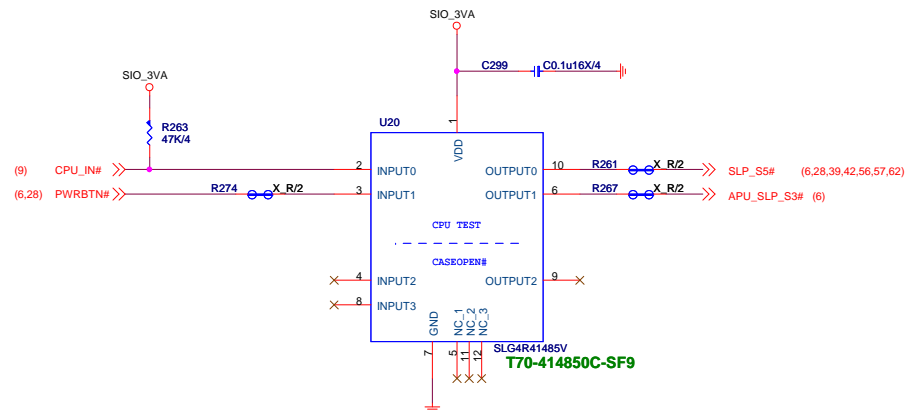 SIO_3VA
C299 C0.1u16X/4
SIO_3VA
R263
47K/4
U20
1
VDD
(9) CPU_IN# 2 INPUT0 OUTPUT0 10 R261 X_R/2 SLP_S5# (6,28,39,42,56,57,62)
(6,28) PWRBTN# R274 X_R/2 3 INPUT1 OUTPUT1 6 R267 X_R/2 APU_SLP_S3# (6)
CPU TEST
CASEOPEN#
4 INPUT2 OUTPUT2 9
8 INPUT3
GND NC_1 NC_2 NC_3
7 5 11 12
SLG4R41485V
T70-414850C-SF9